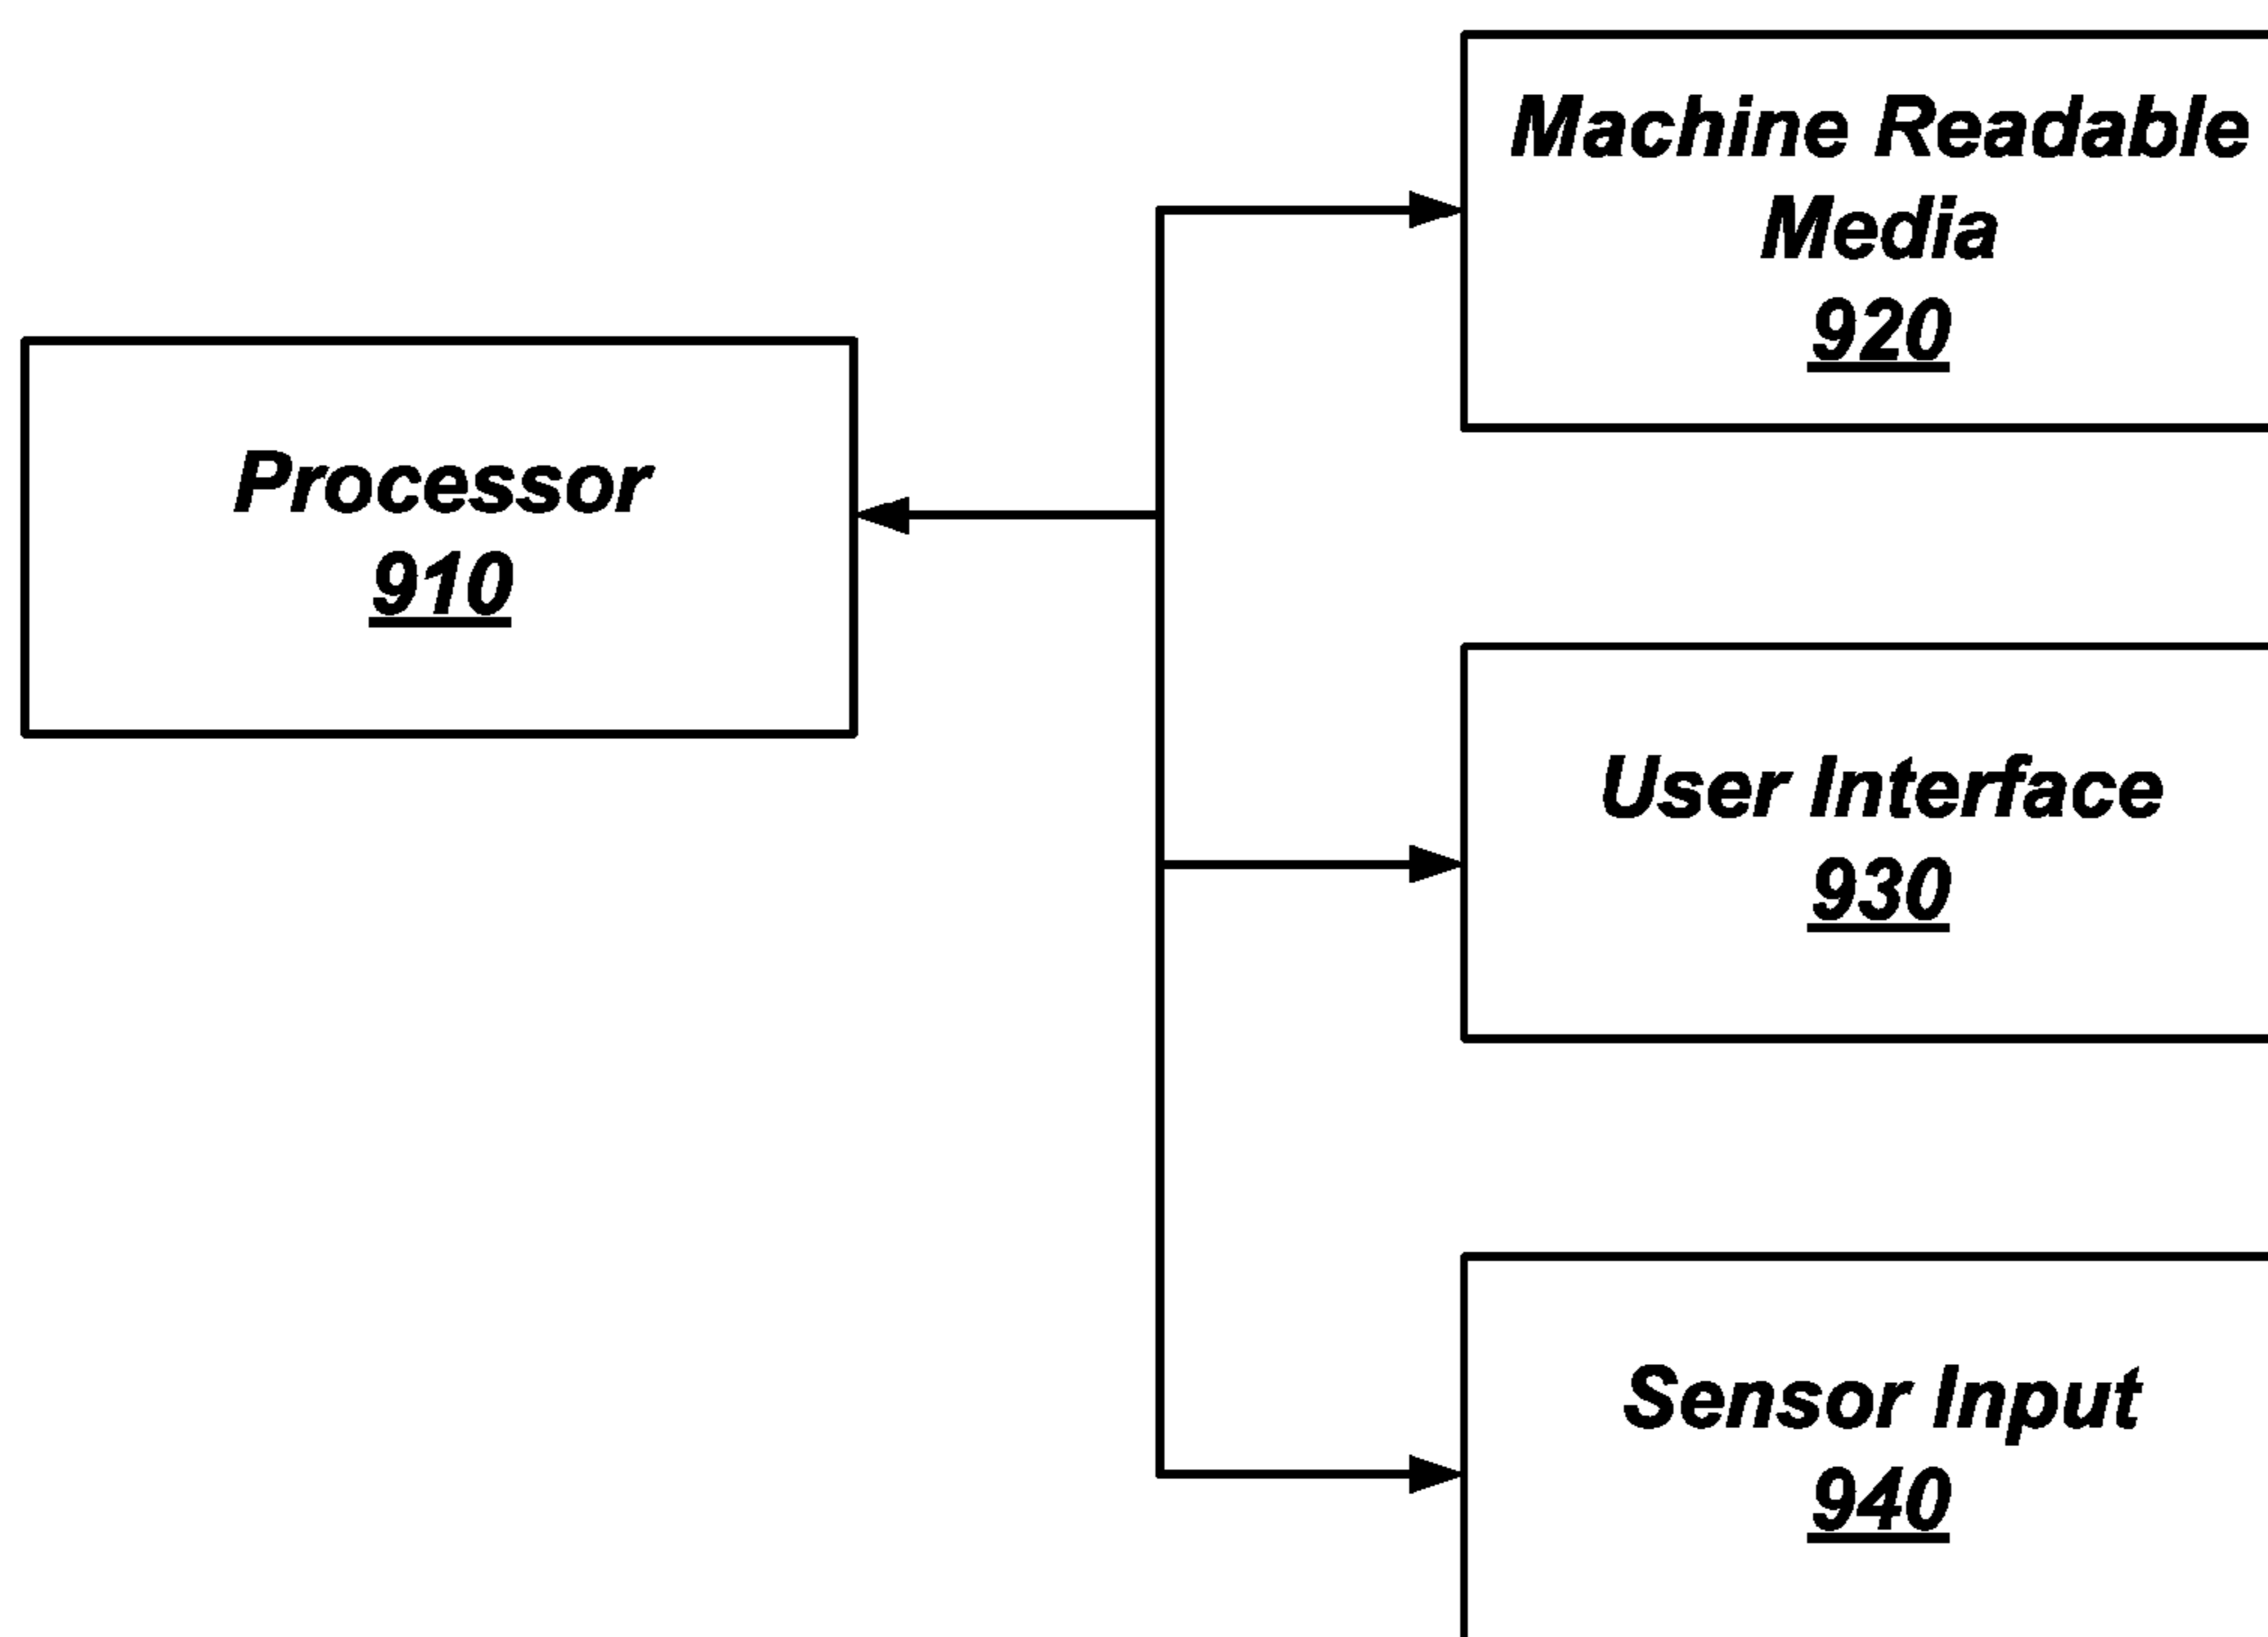 Machine Readable
Media
920
Processor
910
User Interface
930
Sensor Input
940